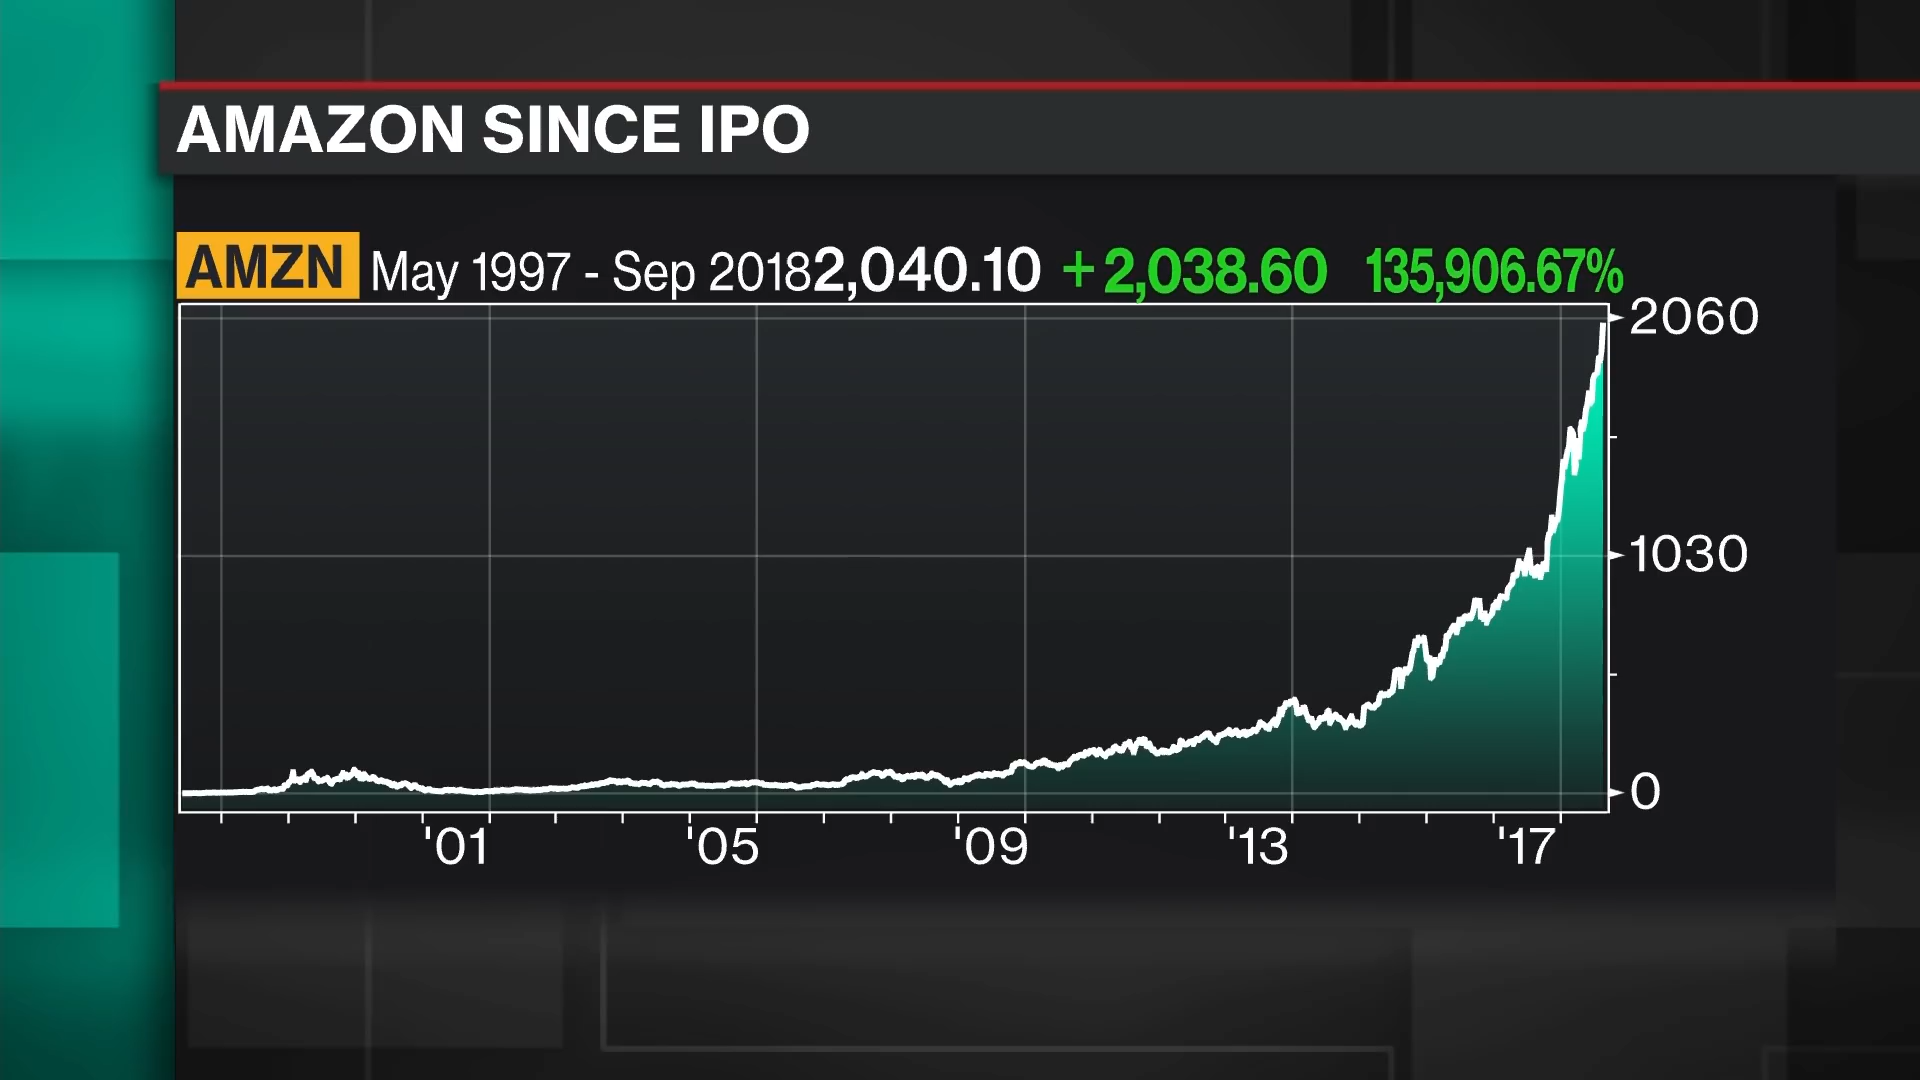 AMAZON SINCE IPO
AMZN May 1997 - Sep 2018 2,040.10 +2,038.60 135,906.67%
2060
1030
0
'01 '05 '09 '13 '17